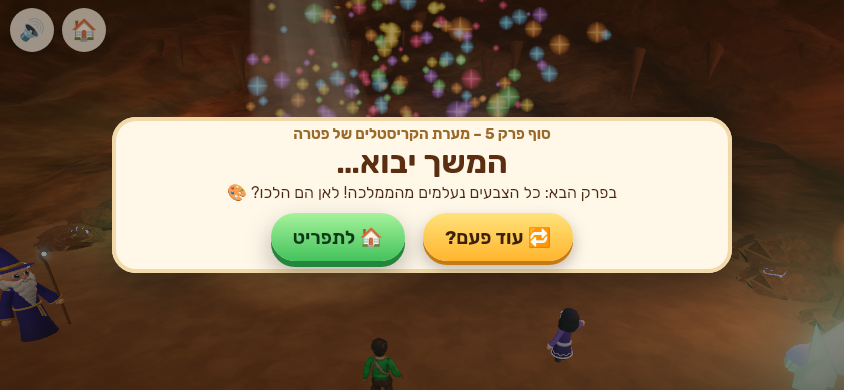 סוף פרק 5 – מערת הקריסטלים של פטרה
המשך יבוא...
בפרק הבא: כל הצבעים נעלמים מהממלכה! לאן הם הלכו? 🎨
🔁 עוד פעם?
🏠 לתפריט